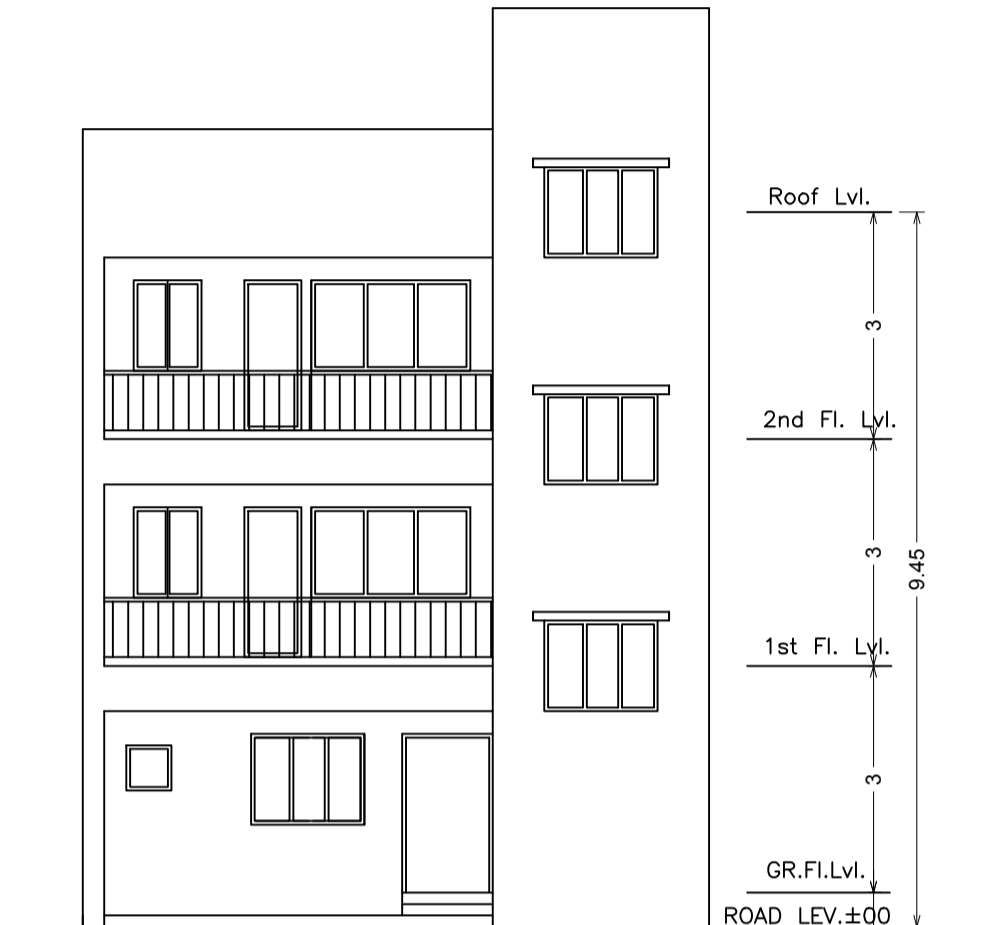 Roof Lvl.
3
2nd Fl. Lvl.
3
9.45
1st Fl. Lvl.
3
GR.Fl.Lvl.
ROAD LEV.±00